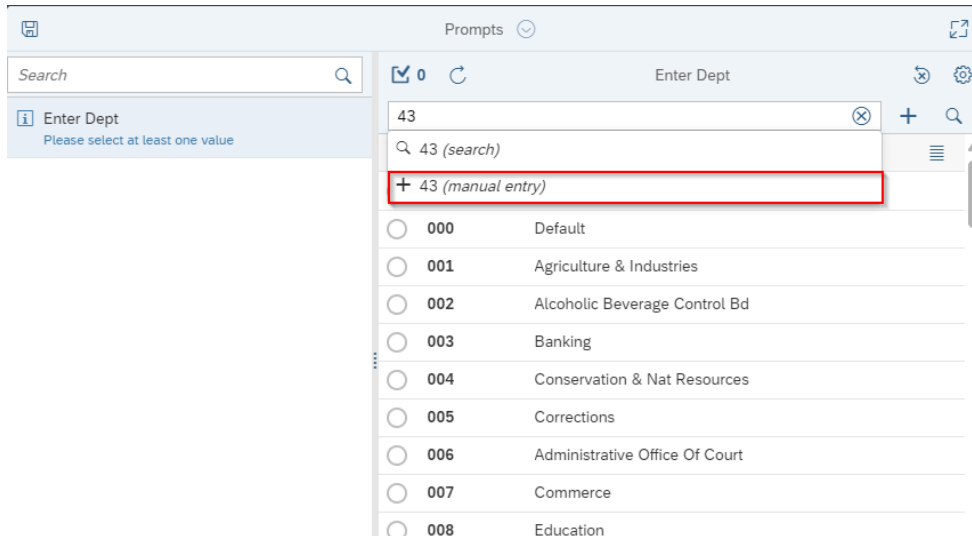 Prompts
Search
0
Enter Dept
Enter Dept
Please select at least one value
43
43 (search)
43 (manual entry)
000 Default
001 Agriculture & Industries
002 Alcoholic Beverage Control Bd
003 Banking
004 Conservation & Nat Resources
005 Corrections
006 Administrative Office Of Court
007 Commerce
008 Education